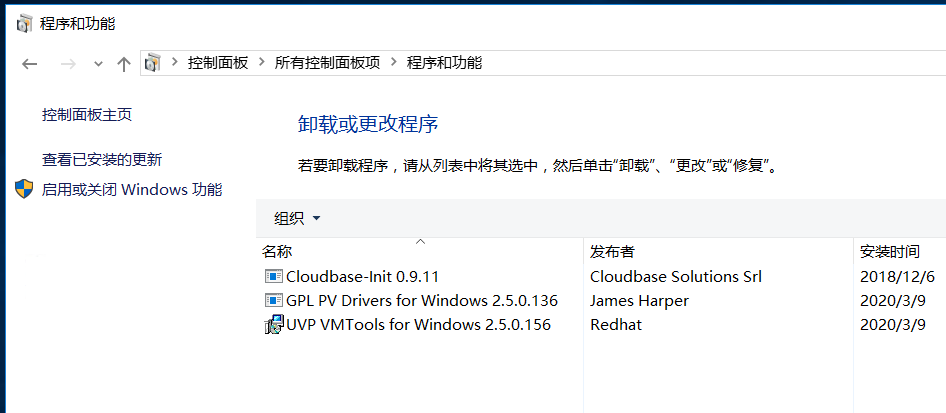 程序和功能
控制面板 所有控制面板项 程序和功能
控制面板主页
查看已安装的更新
启用或关闭 Windows 功能
卸载或更改程序
若要卸载程序，请从列表中将其选中，然后单击“卸载”、“更改”或“修复”。
组织
名称 发布者 安装时间
Cloudbase-Init 0.9.11 Cloudbase Solutions Srl 2018/12/6
GPL PV Drivers for Windows 2.5.0.136 James Harper 2020/3/9
UVP VMTools for Windows 2.5.0.156 Redhat 2020/3/9